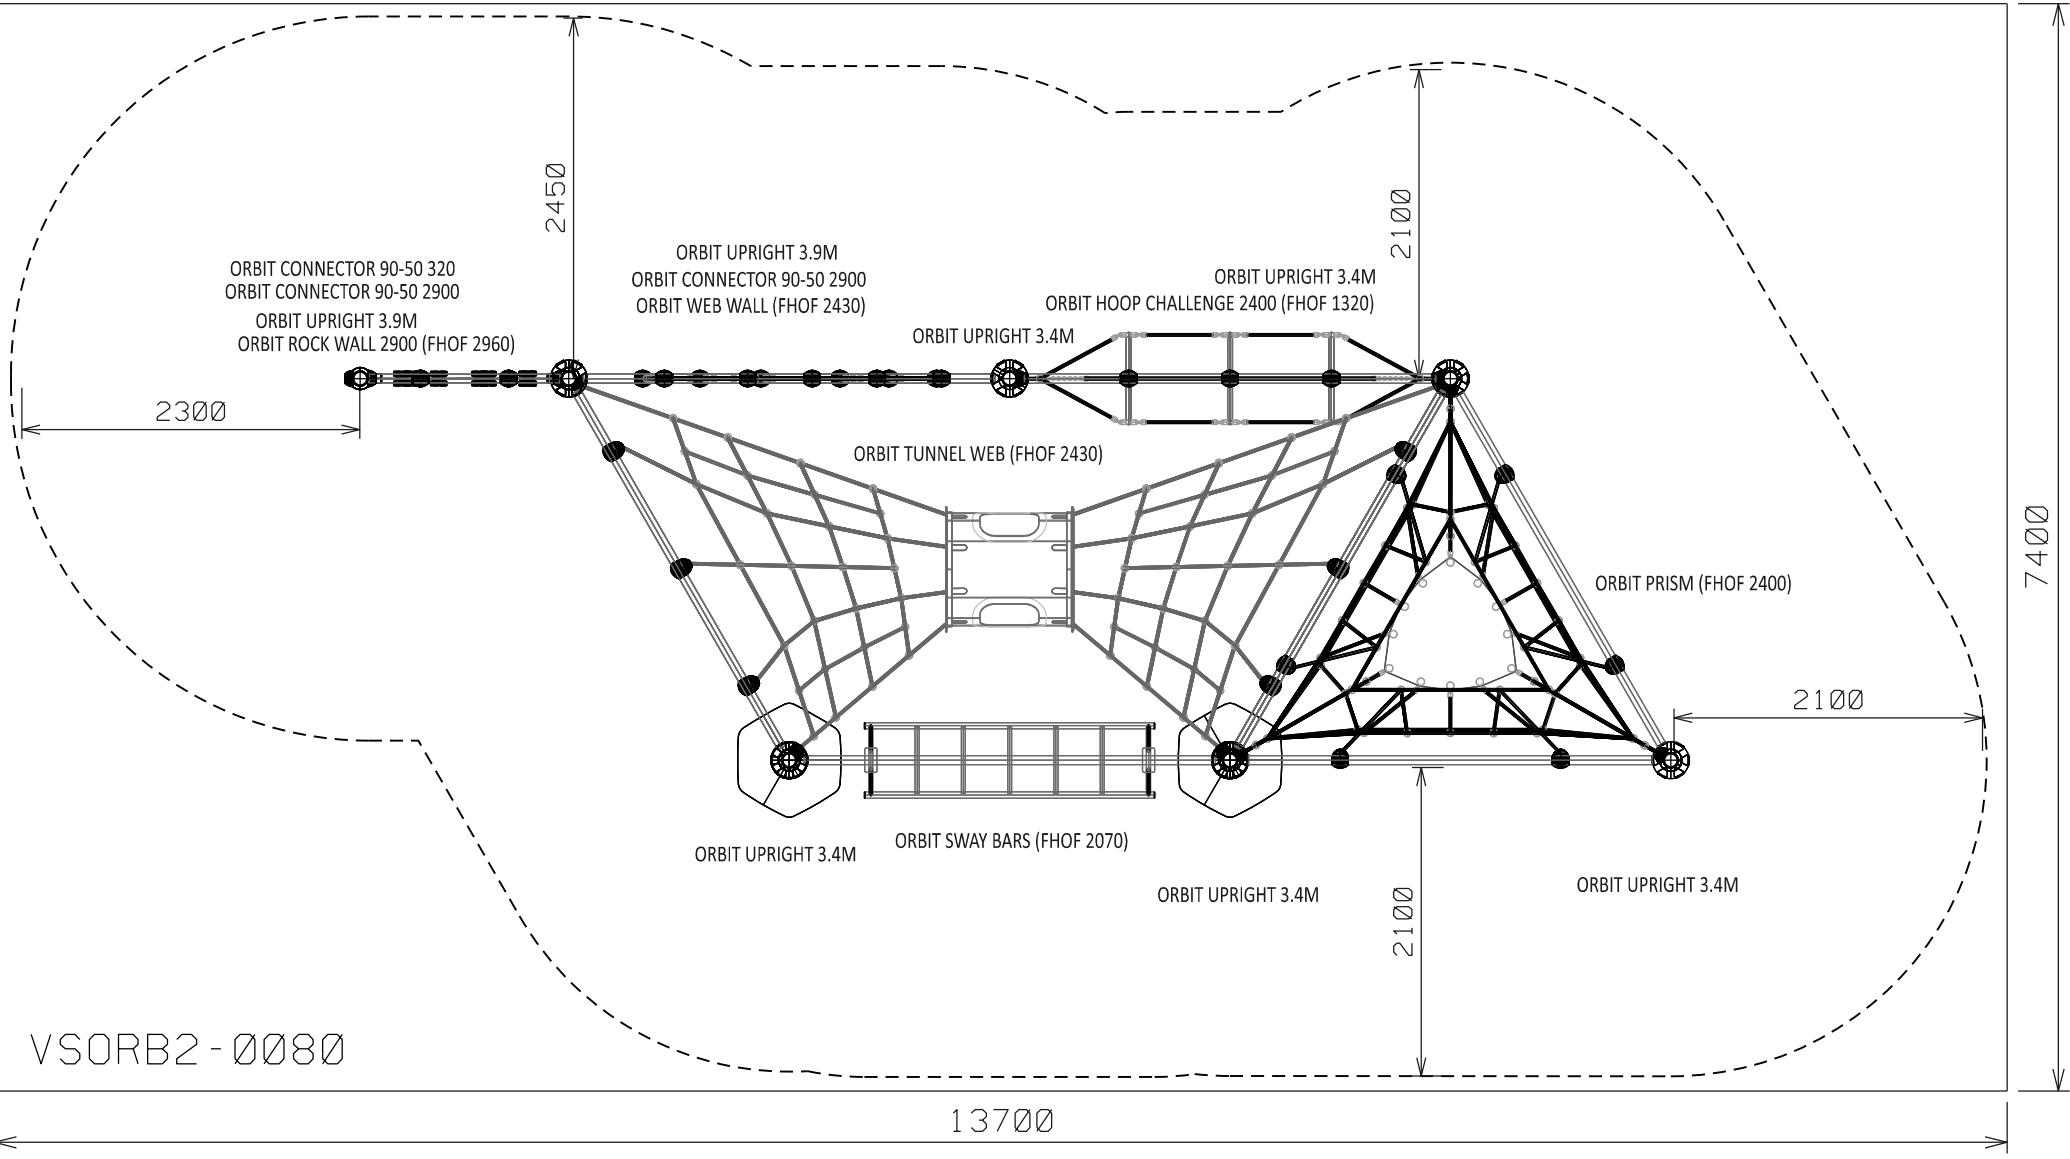 2450
2100
ORBIT UPRIGHT 3.9M
ORBIT CONNECTOR 90-50 2900
ORBIT WEB WALL (FHOF 2430)
ORBIT CONNECTOR 90-50 320
ORBIT CONNECTOR 90-50 2900
ORBIT UPRIGHT 3.9M
ORBIT ROCK WALL 2900 (FHOF 2960)
ORBIT UPRIGHT 3.4M
ORBIT HOOP CHALLENGE 2400 (FHOF 1320)
ORBIT UPRIGHT 3.4M
2300
ORBIT TUNNEL WEB (FHOF 2430)
7400
ORBIT PRISM (FHOF 2400)
2100
ORBIT SWAY BARS (FHOF 2070)
ORBIT UPRIGHT 3.4M
ORBIT UPRIGHT 3.4M
ORBIT UPRIGHT 3.4M
2100
VSORB2-0080
13700